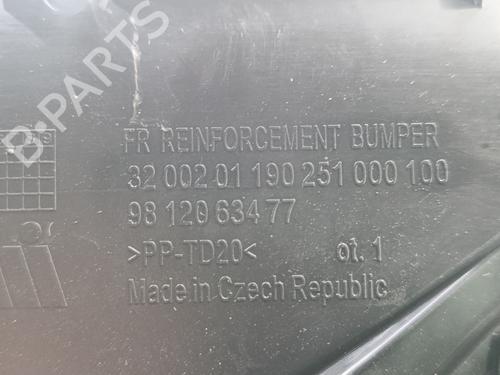 B-PARTS
FR REINFORCEMENT BUMPER
32 002 01 190 251 000 100
98 120 634 77
>PP-TD20< ot. 1
Made in Czech Republic